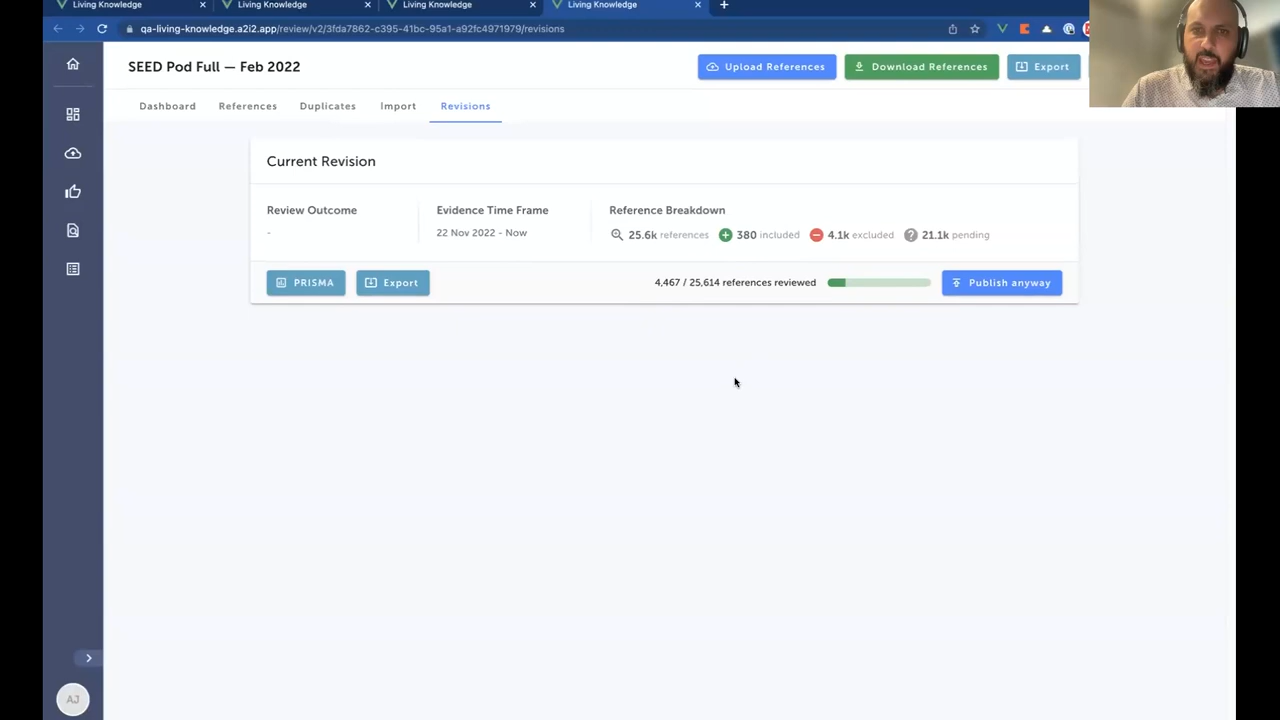 Living Knowledge
Living Knowledge
Living Knowledge
Living Knowledge
qa-living-knowledge.a2i2.app/review/v2/3fda7862-c395-41bc-95a1-a92fc4971979/revisions
SEED Pod Full — Feb 2022
Upload References
Download References
Export
Dashboard
References
Duplicates
Import
Revisions
Current Revision
Review Outcome
Evidence Time Frame
Reference Breakdown
-
22 Nov 2022 - Now
25.6k references
380 included
4.1k excluded
21.1k pending
PRISMA
Export
4,467 / 25,614 references reviewed
Publish anyway
AJ